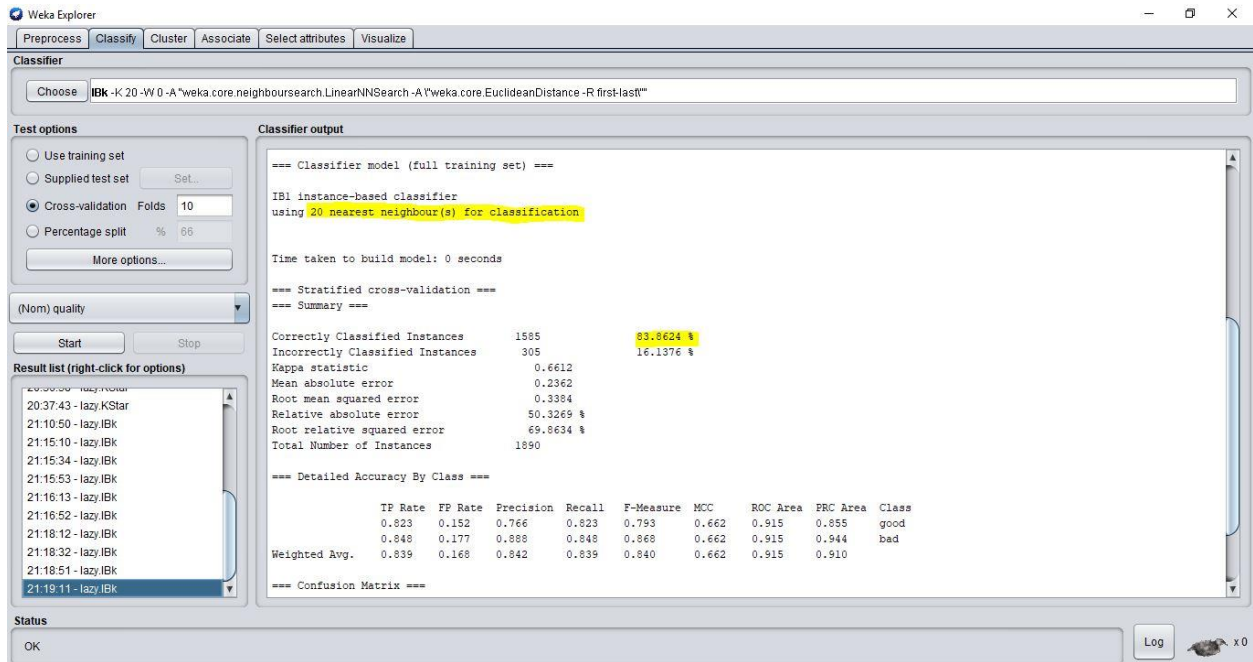 Weka Explorer
Preprocess Classify Cluster Associate Select attributes Visualize
Classifier
Choose IBk -K 20 -W 0 -A "weka.core.neighboursearch.LinearNNSearch -A \"weka.core.EuclideanDistance -R first-last\""
Test options
Use training set
Supplied test set Set...
Cross-validation Folds 10
Percentage split % 66
More options...
(Nom) quality
Start Stop
Result list (right-click for options)
20:37:43 - lazy.KStar
21:10:50 - lazy.IBk
21:15:10 - lazy.IBk
21:15:34 - lazy.IBk
21:15:53 - lazy.IBk
21:16:13 - lazy.IBk
21:16:52 - lazy.IBk
21:18:12 - lazy.IBk
21:18:32 - lazy.IBk
21:18:51 - lazy.IBk
21:19:11 - lazy.IBk
Classifier output
=== Classifier model (full training set) ===
IB1 instance-based classifier
using 20 nearest neighbour(s) for classification
Time taken to build model: 0 seconds
=== Stratified cross-validation ===
=== Summary ===
Correctly Classified Instances 1585 83.8624 %
Incorrectly Classified Instances 305 16.1376 %
Kappa statistic 0.6612
Mean absolute error 0.2362
Root mean squared error 0.3384
Relative absolute error 50.3269 %
Root relative squared error 69.8634 %
Total Number of Instances 1890
=== Detailed Accuracy By Class ===
TP Rate FP Rate Precision Recall F-Measure MCC ROC Area PRC Area Class
0.823 0.152 0.766 0.823 0.793 0.662 0.915 0.855 good
0.848 0.177 0.888 0.848 0.868 0.662 0.915 0.944 bad
Weighted Avg. 0.839 0.168 0.842 0.839 0.840 0.662 0.915 0.910
=== Confusion Matrix ===
Status
OK
Log x 0